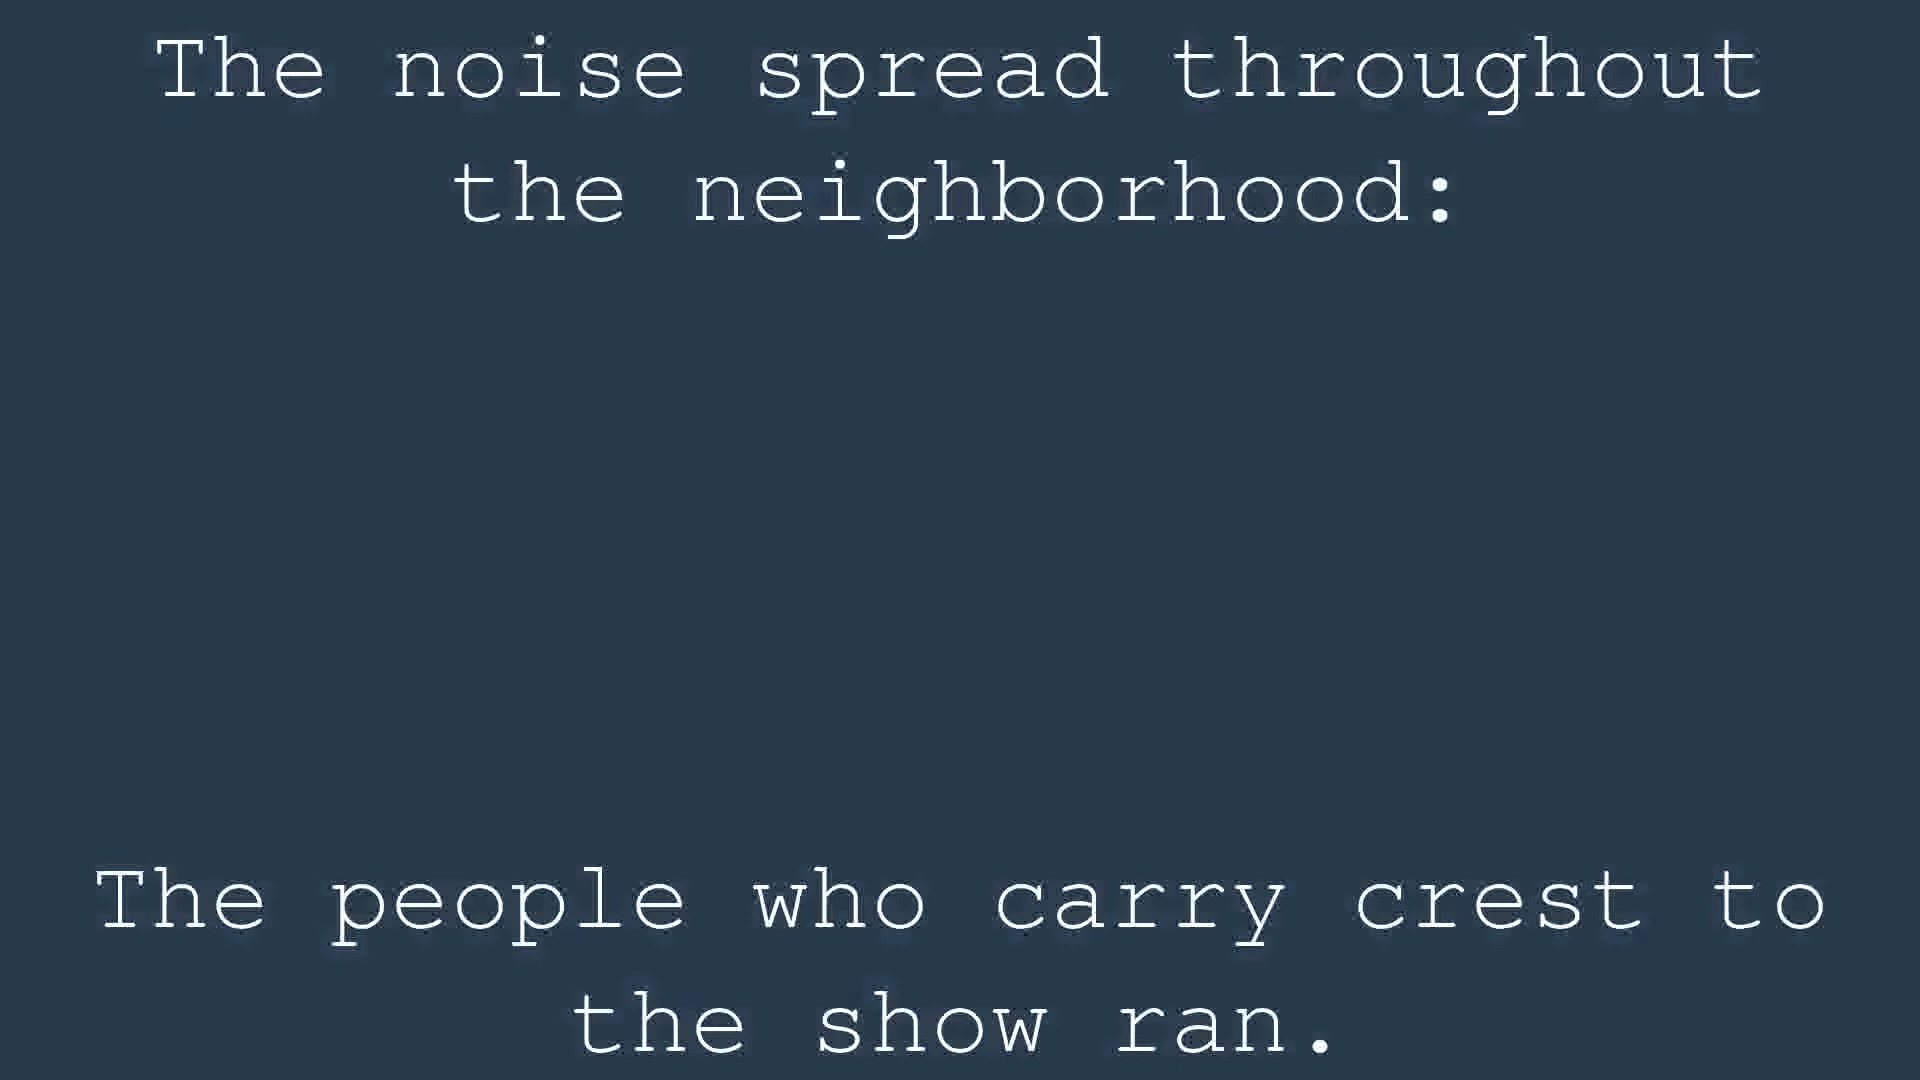 The noise spread throughout
the neighborhood:
The people who carry crest to
the show ran.